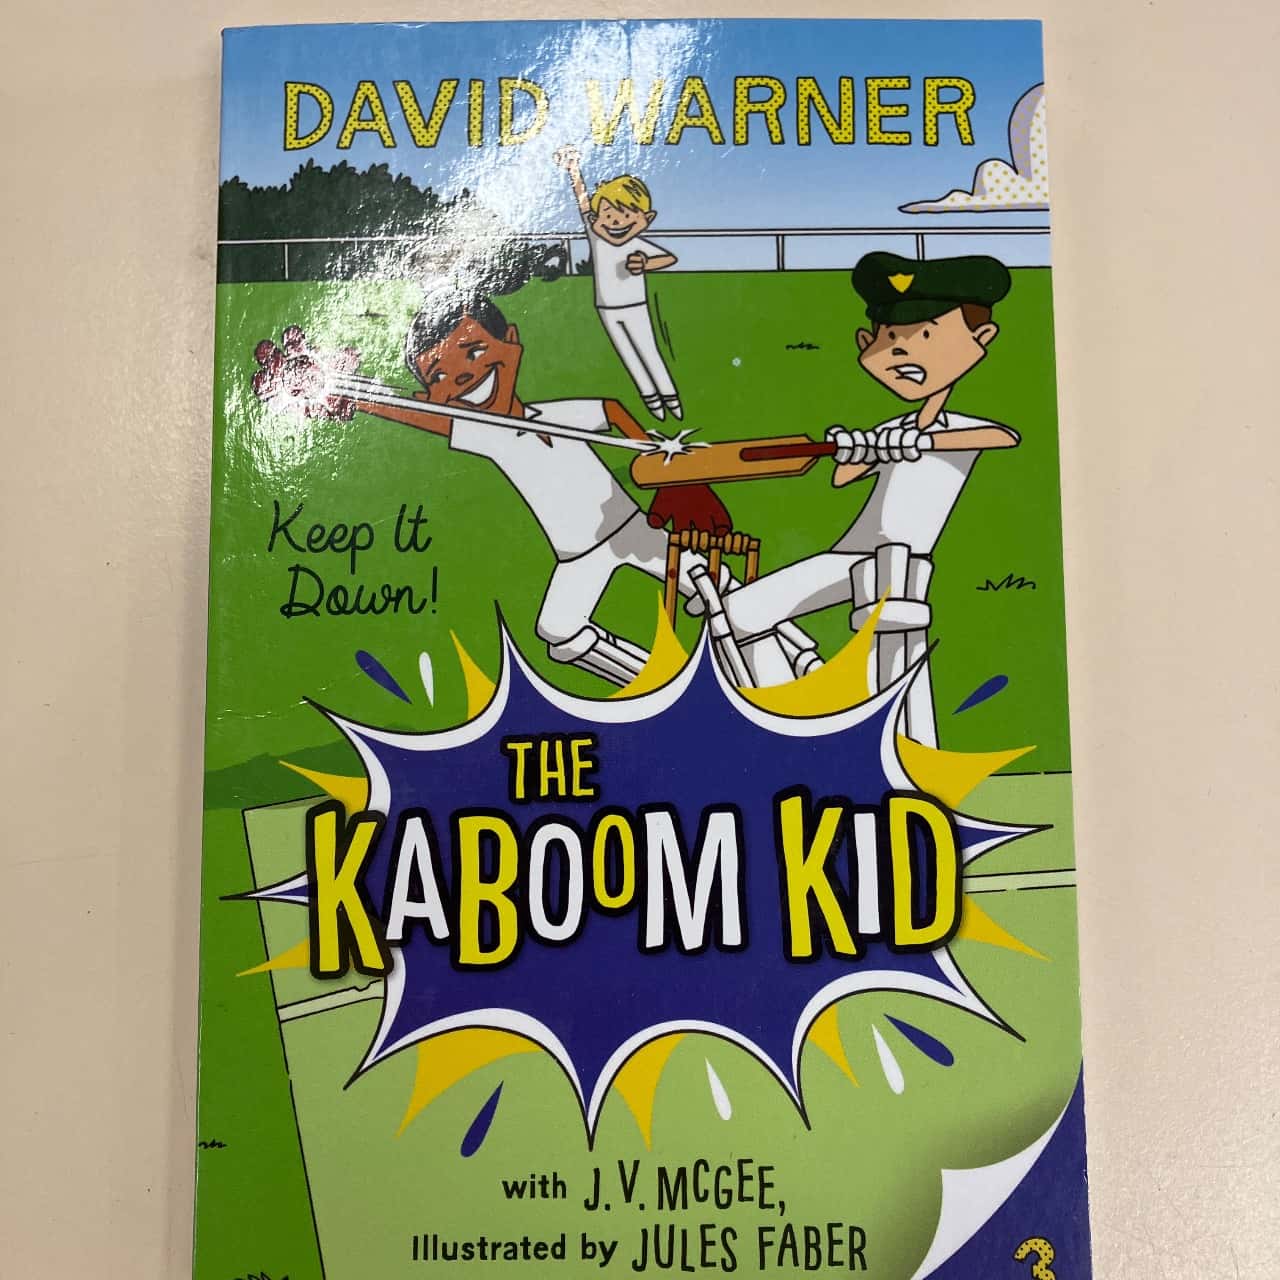 DAVID WARNER
Keep It
Down!
THE
KABOOM KID
with J.V. MCGEE,
Illustrated by JULES FABER
3